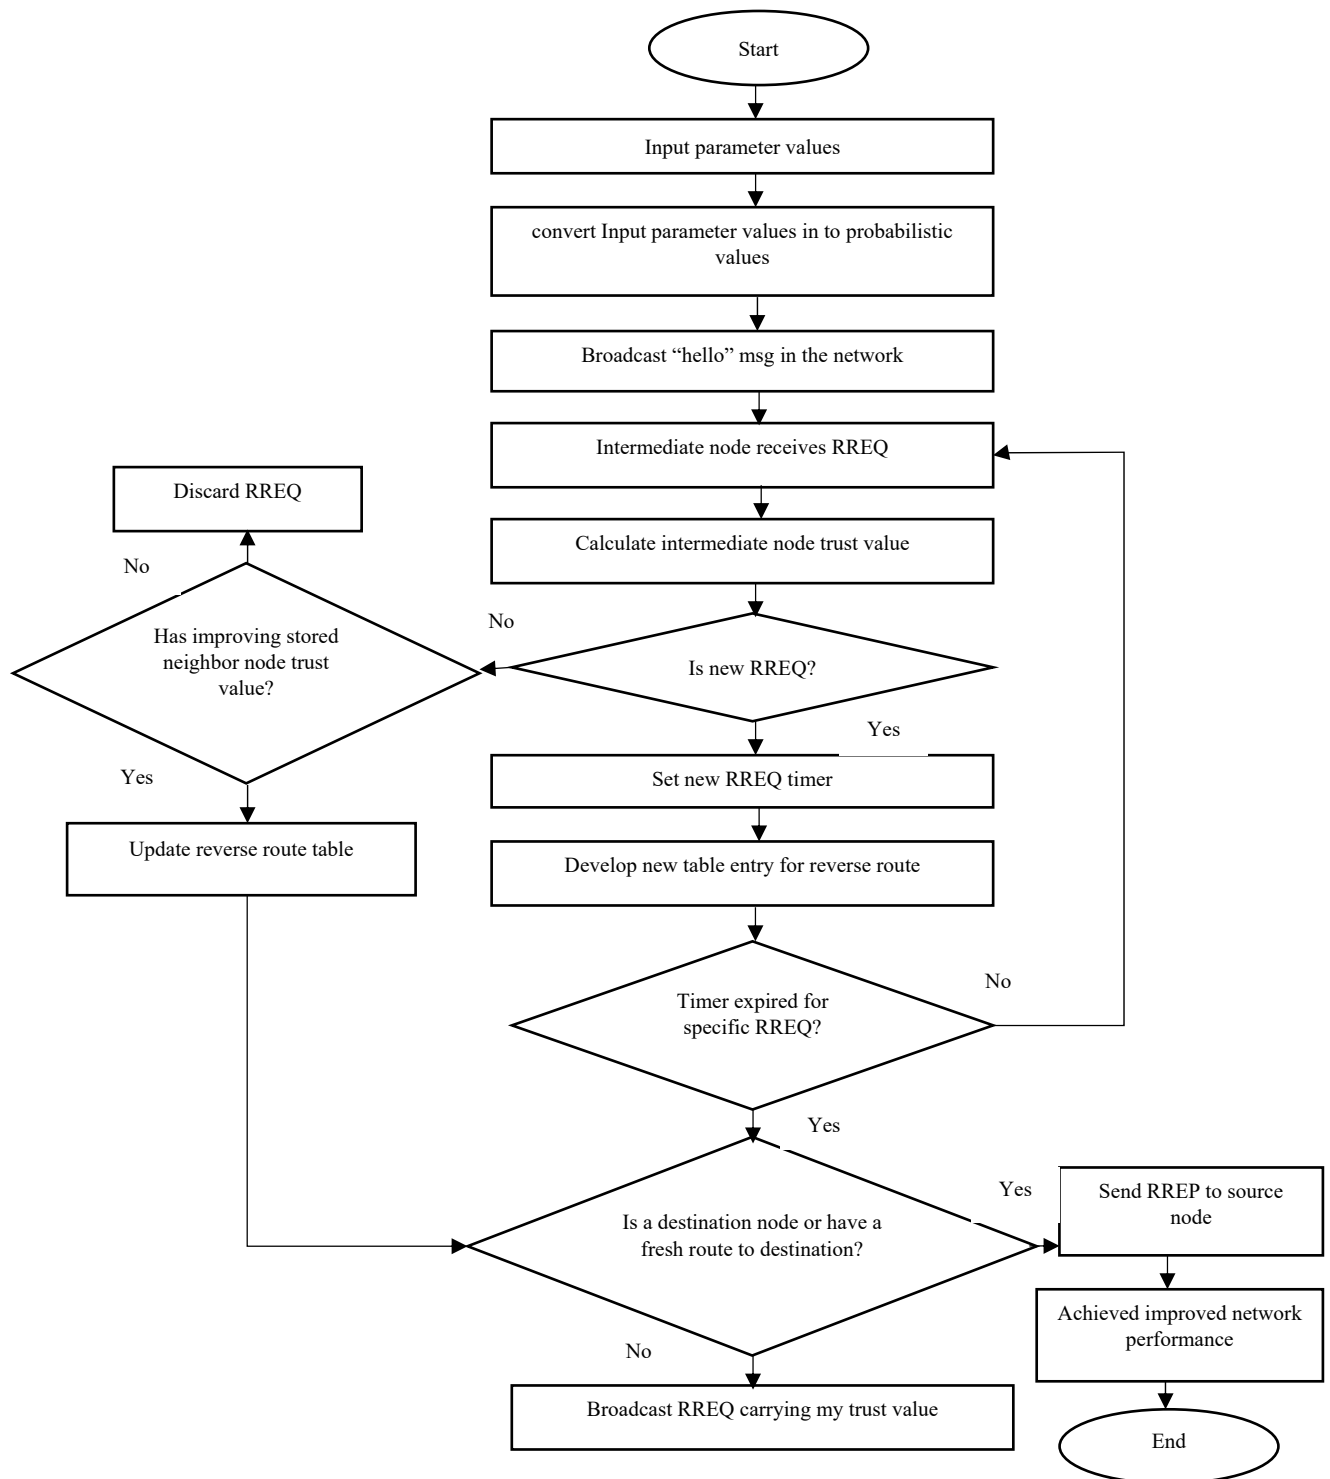 Start
Input parameter values
convert Input parameter values in to probabilistic
values
Broadcast “hello” msg in the network
Intermediate node receives RREQ
Discard RREQ
Calculate intermediate node trust value
No
No
Has improving stored
neighbor node trust
value?
Is new RREQ?
Yes
Yes
Set new RREQ timer
Update reverse route table
Develop new table entry for reverse route
No
Timer expired for
specific RREQ?
Yes
Yes
Send RREP to source
node
Is a destination node or have a
fresh route to destination?
Achieved improved network
performance
No
Broadcast RREQ carrying my trust value
End